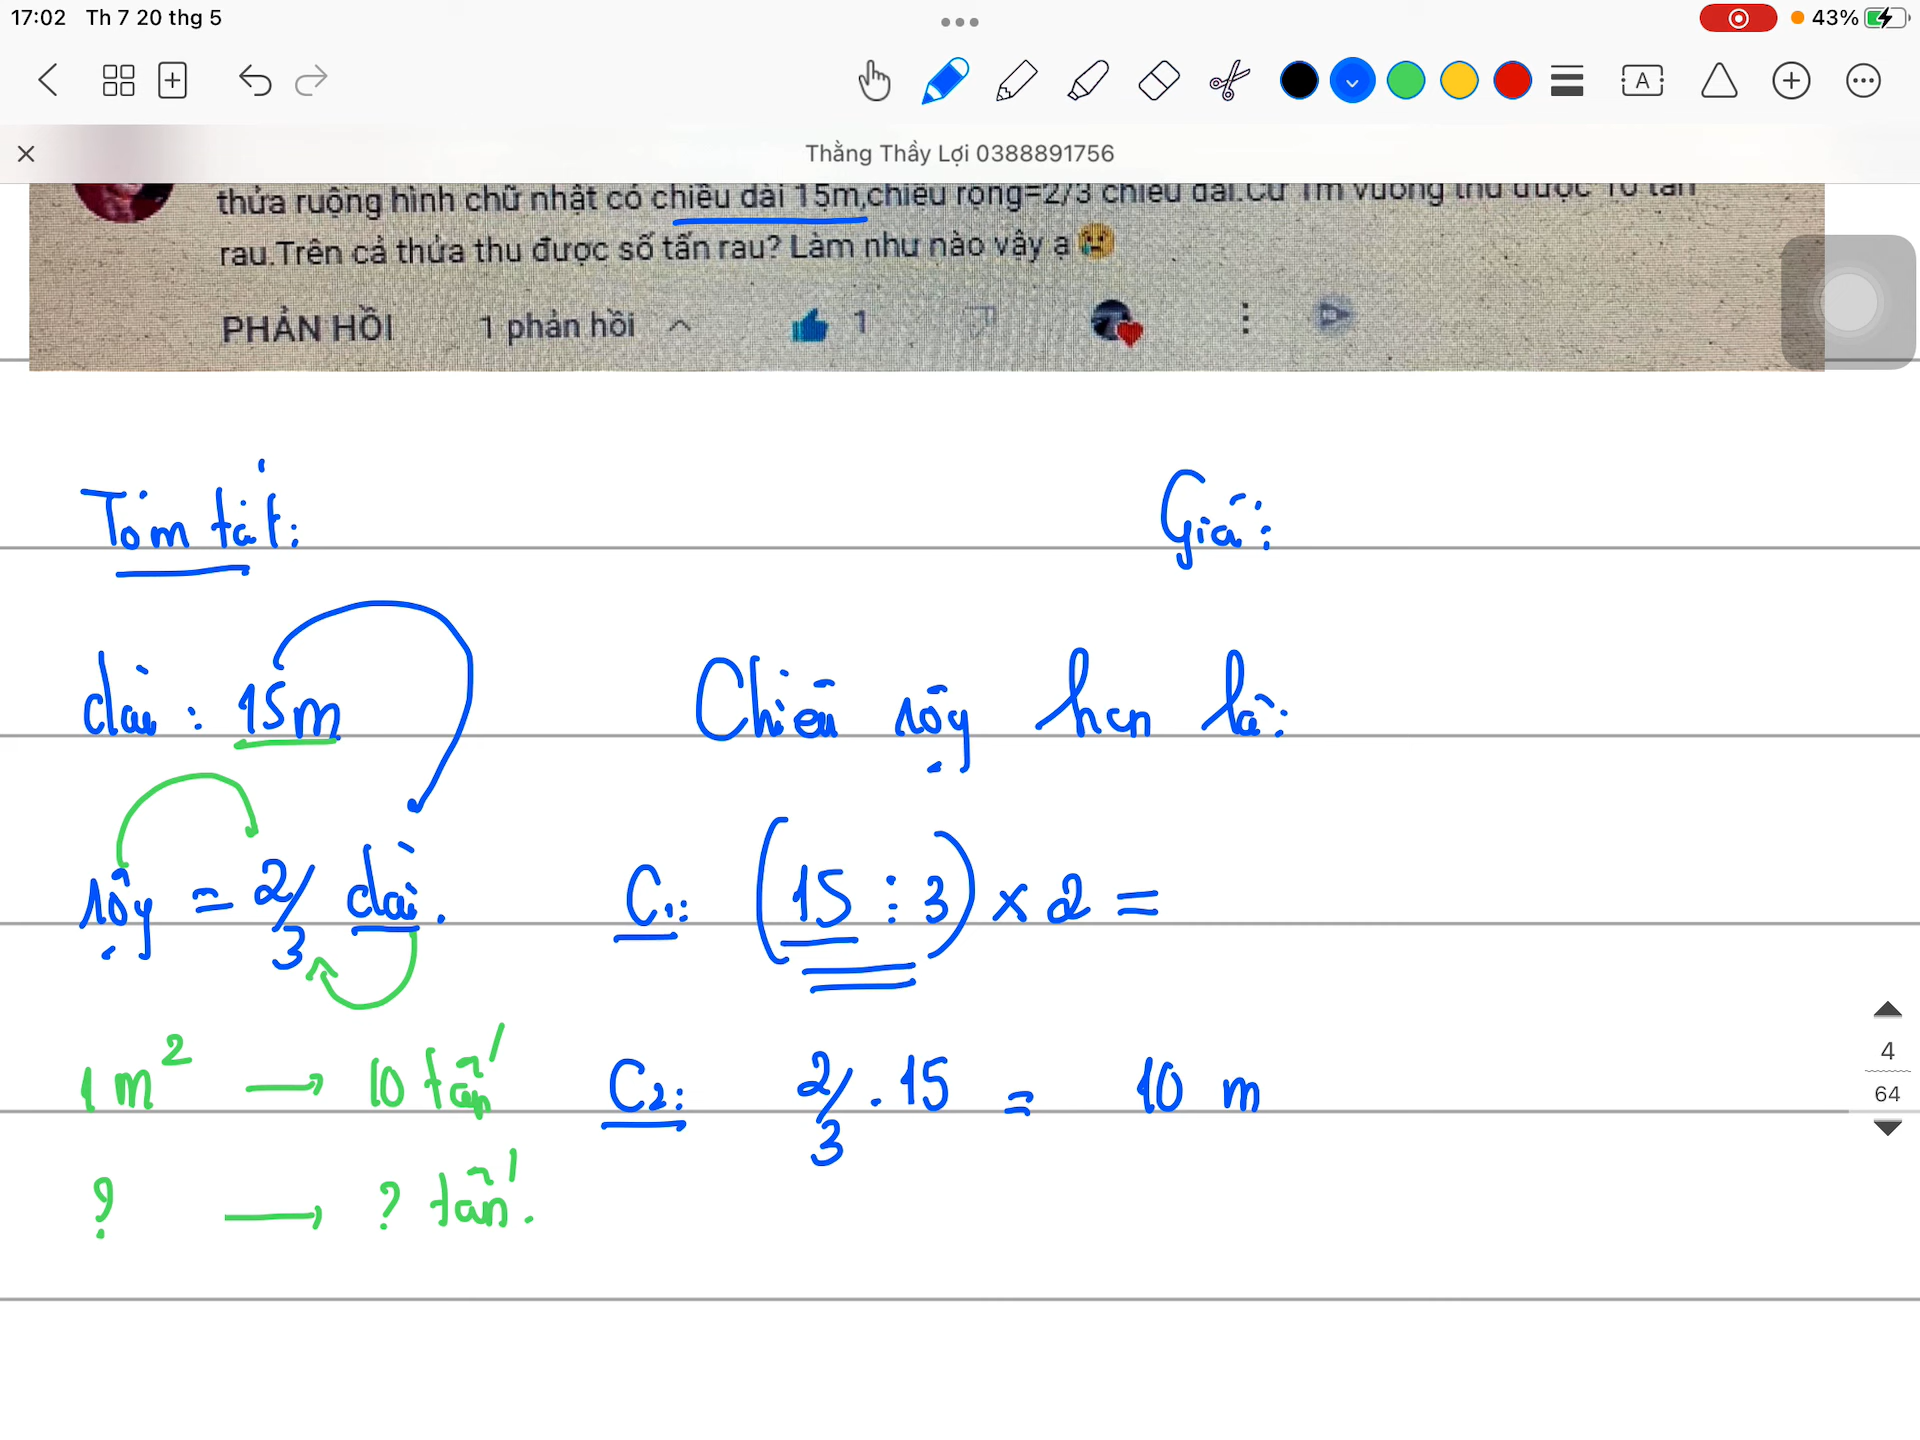 17:02 Th 7 20 thg 5
43%
A
Thằng Thầy Lợi 0388891756
thửa ruộng hình chữ nhật có chiều dài 15m,chiều rộng=2/3 chiều dài.Cứ 1m vuông thu được 10 tấn
rau.Trên cả thửa thu được số tấn rau? Làm như nào vậy ạ 😢
PHẢN HỒI 1 phản hồi 1
Tóm tắt:
Giải:
dài : 15m
Chiều rộng hcn là:
rộng = 2/3 dài.
C1: (15 : 3) x 2 =
1m² → 10 tấn
C2: 2/3 . 15 = 10 m
? → ? tấn.
4
64